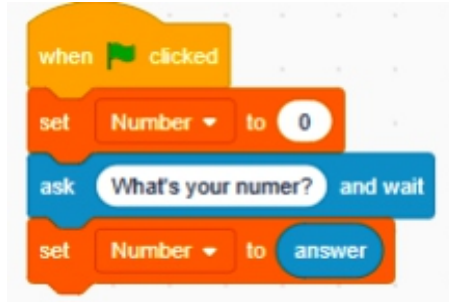 when clicked
set Number to 0
ask What's your numer? and wait
set Number to answer